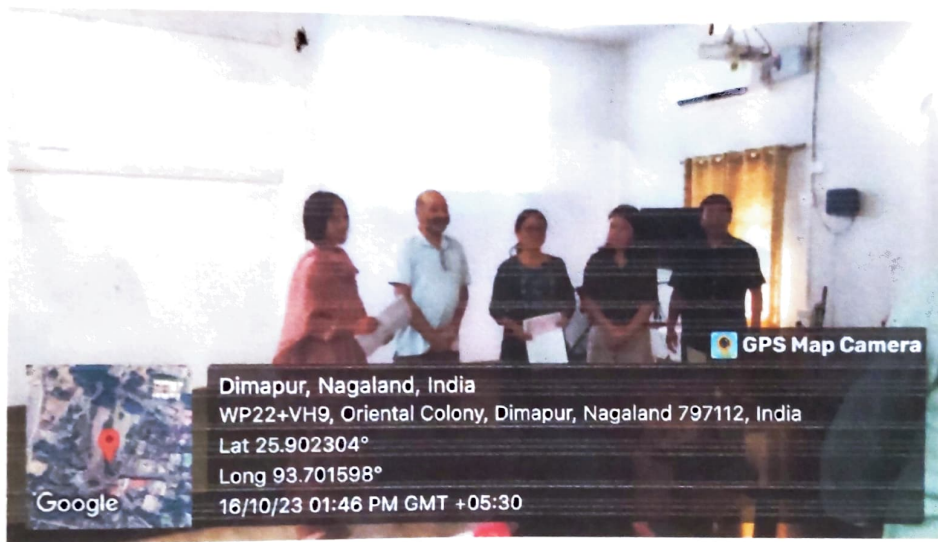 GPS Map Camera
Dimapur, Nagaland, India
WP22+VH9, Oriental Colony, Dimapur, Nagaland 797112, India
Lat 25.902304°
Long 93.701598°
16/10/23 01:46 PM GMT +05:30
Google